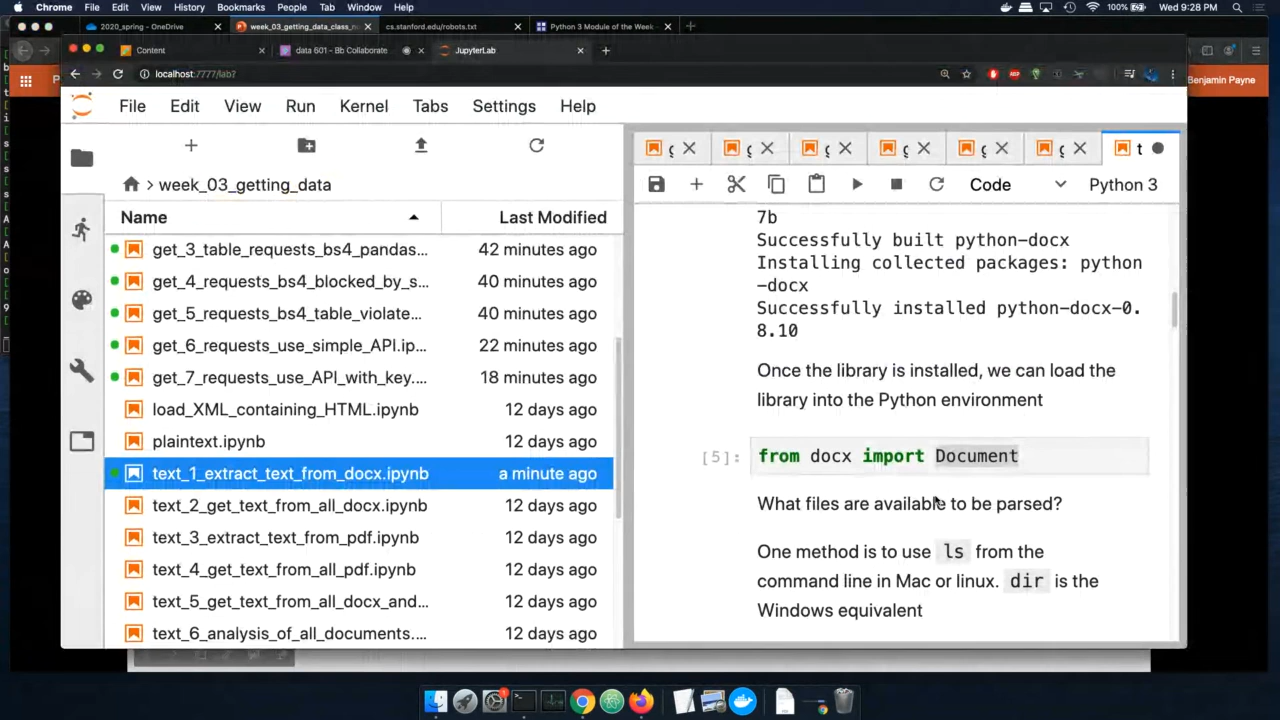 Chrome File Edit View History Bookmarks People Tab Window Help 100% Wed 9:28 PM
2020_spring - OneDrive week_03_getting_data_class_n cs.stanford.edu/robots.txt Python 3 Module of the Week —
Content data 601 - Bb Collaborate JupyterLab
localhost:7777/lab?
Benjamin Payne
File Edit View Run Kernel Tabs Settings Help
week_03_getting_data
Code Python 3
Name Last Modified
get_3_table_requests_bs4_pandas... 42 minutes ago
get_4_requests_bs4_blocked_by_s... 40 minutes ago
get_5_requests_bs4_table_violate... 40 minutes ago
get_6_requests_use_simple_API.ip... 22 minutes ago
get_7_requests_use_API_with_key.... 18 minutes ago
load_XML_containing_HTML.ipynb 12 days ago
plaintext.ipynb 12 days ago
text_1_extract_text_from_docx.ipynb a minute ago
text_2_get_text_from_all_docx.ipynb 12 days ago
text_3_extract_text_from_pdf.ipynb 12 days ago
text_4_get_text_from_all_pdf.ipynb 12 days ago
text_5_get_text_from_all_docx_and... 12 days ago
text_6_analysis_of_all_documents.... 12 days ago
7b
Successfully built python-docx
Installing collected packages: python
-docx
Successfully installed python-docx-0.
8.10
Once the library is installed, we can load the
library into the Python environment
[5]: from docx import Document
What files are available to be parsed?
One method is to use ls from the
command line in Mac or linux. dir is the
Windows equivalent